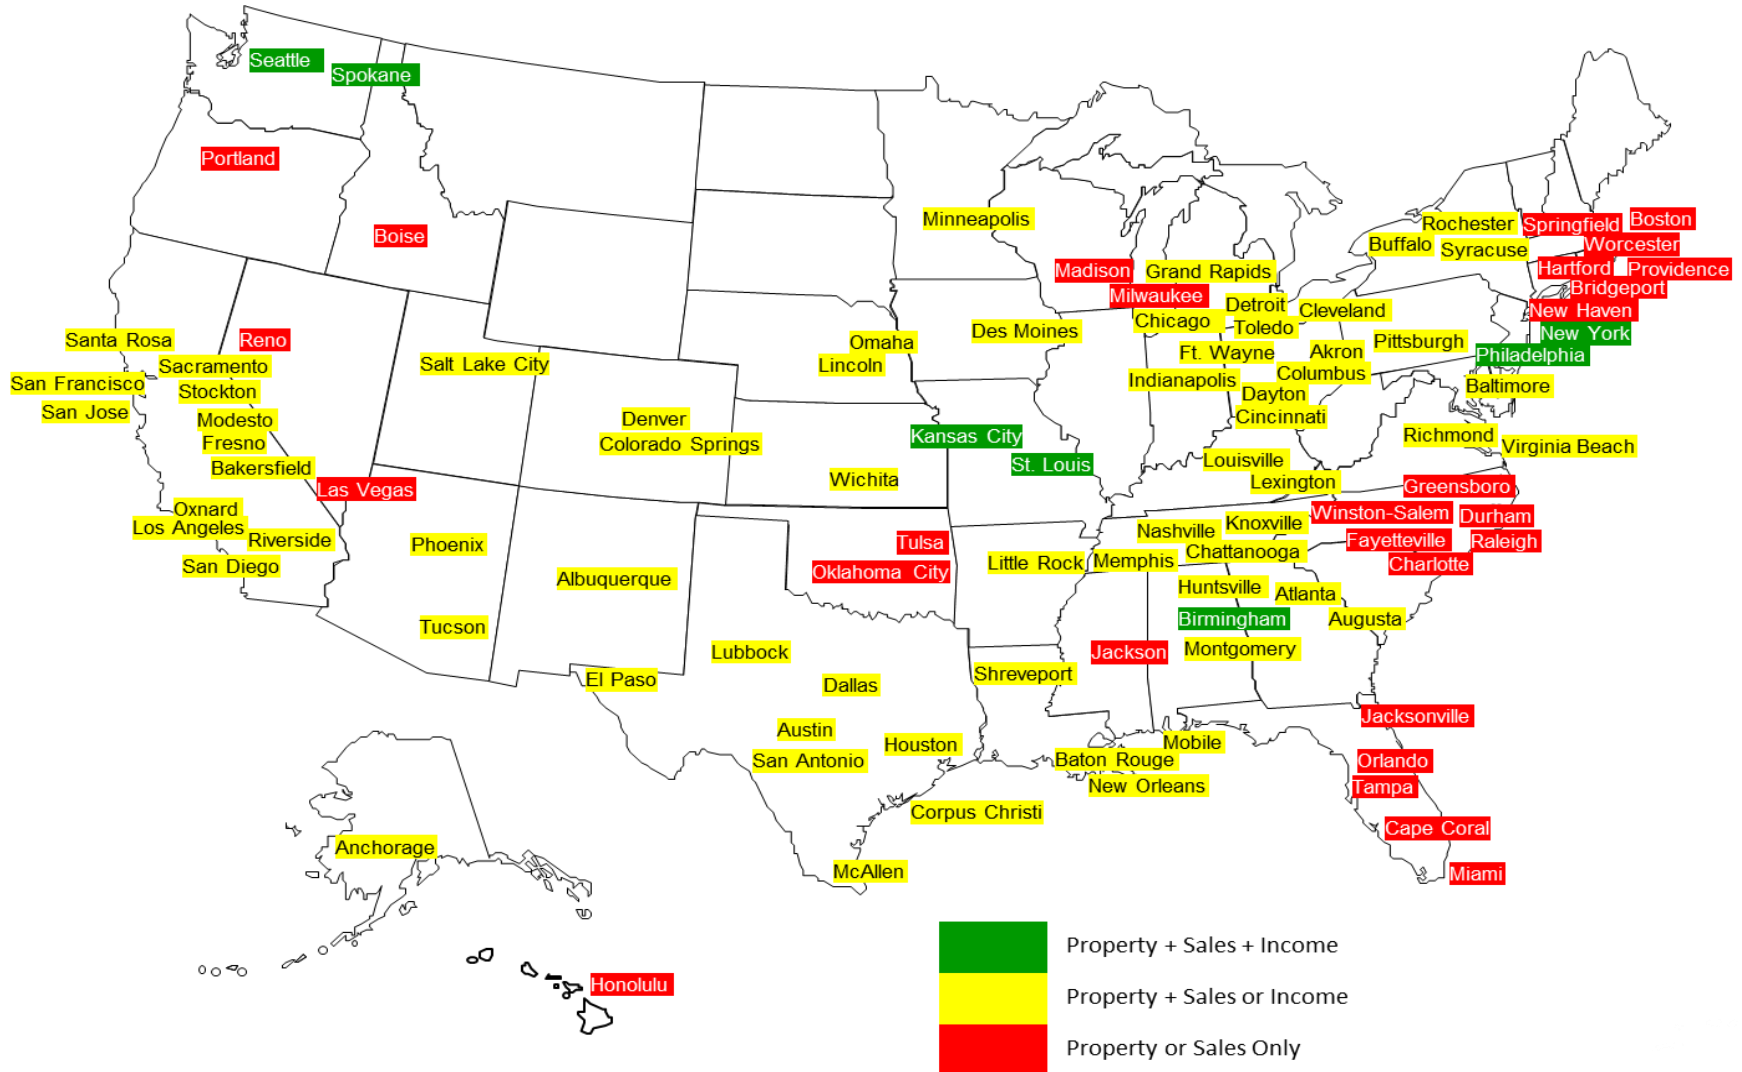 Seattle
Spokane
Portland
Boise
Minneapolis
Rochester
Springfield
Boston
Buffalo
Syracuse
Worcester
Madison
Grand Rapids
Hartford
Providence
Milwaukee
Bridgeport
Detroit
Cleveland
New Haven
Chicago
Toledo
Des Moines
New York
Santa Rosa
Reno
Omaha
Pittsburgh
Ft. Wayne
Akron
Philadelphia
Sacramento
Salt Lake City
Lincoln
Columbus
San Francisco
Indianapolis
Baltimore
Stockton
Dayton
San Jose
Modesto
Denver
Cincinnati
Fresno
Colorado Springs
Kansas City
Richmond
Virginia Beach
Bakersfield
St. Louis
Louisville
Wichita
Lexington
Las Vegas
Greensboro
Oxnard
Winston-Salem
Durham
Los Angeles
Nashville
Knoxville
Riverside
Phoenix
Tulsa
Fayetteville
Raleigh
Chattanooga
San Diego
Albuquerque
Oklahoma City
Little Rock
Memphis
Charlotte
Huntsville
Atlanta
Tucson
Birmingham
Augusta
Lubbock
Jackson
Montgomery
El Paso
Dallas
Shreveport
Jacksonville
Austin
Houston
Mobile
San Antonio
Baton Rouge
Orlando
New Orleans
Tampa
Corpus Christi
Cape Coral
Anchorage
McAllen
Miami
Honolulu
Property + Sales + Income
Property + Sales or Income
Property or Sales Only